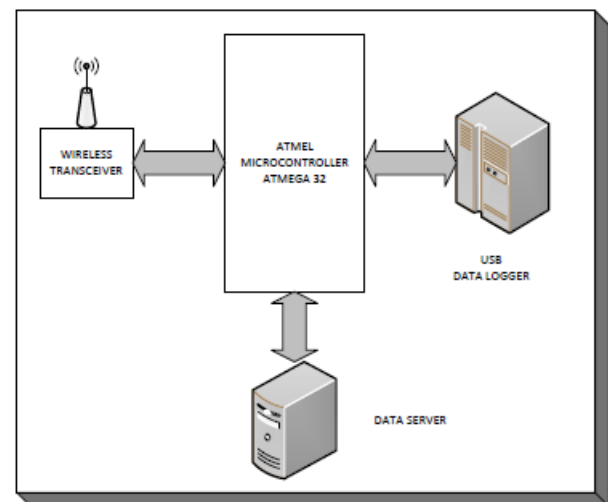 WIRELESS
TRANSCEIVER
ATMEL
MICROCONTROLLER
ATMEGA 32
USB
DATA LOGGER
DATA SERVER